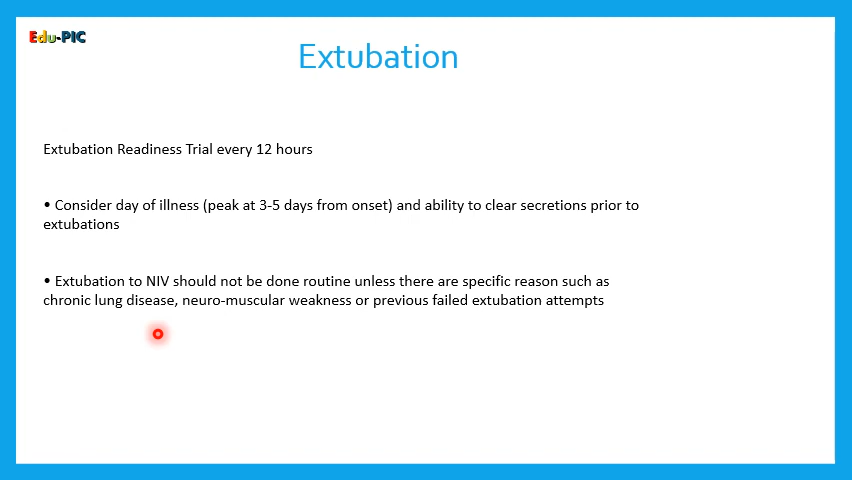 Edu-PIC
Extubation
Extubation Readiness Trial every 12 hours
• Consider day of illness (peak at 3-5 days from onset) and ability to clear secretions prior to
extubations
• Extubation to NIV should not be done routine unless there are specific reason such as
chronic lung disease, neuro-muscular weakness or previous failed extubation attempts